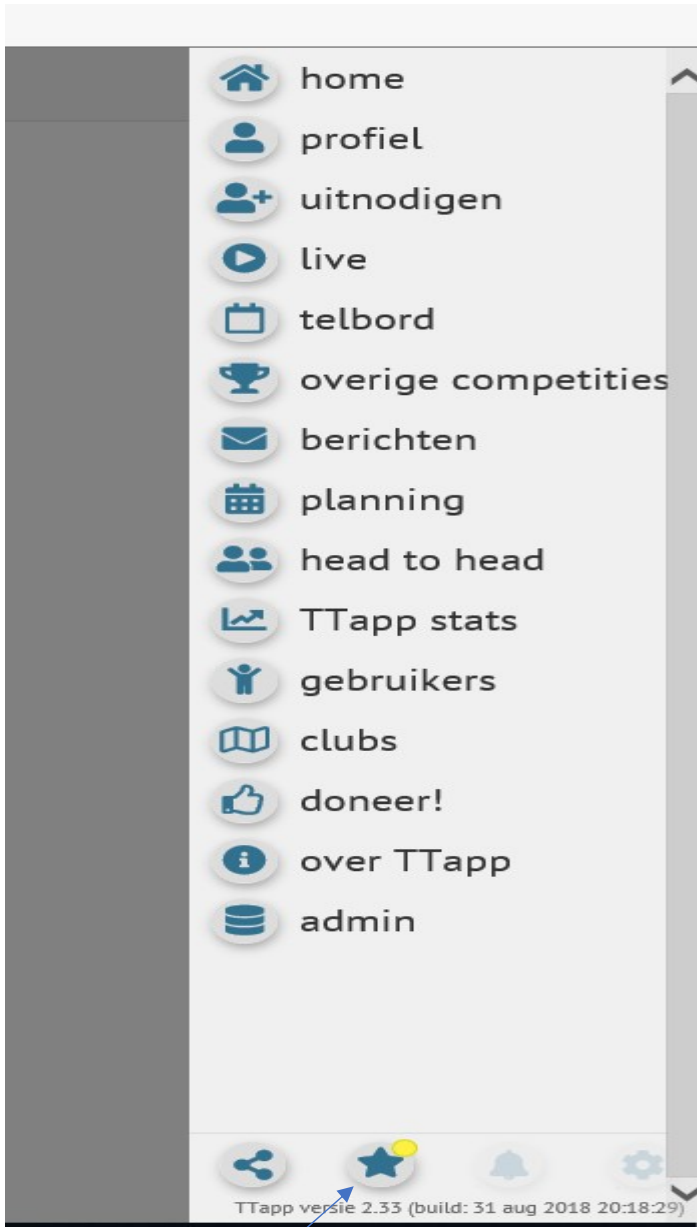 home
profiel
uitnodigen
live
telbord
overige competities
berichten
planning
head to head
TTapp stats
gebruikers
clubs
doneer!
over TTapp
admin
TTapp versie 2.33 (build: 31 aug 2018 20:18:29)